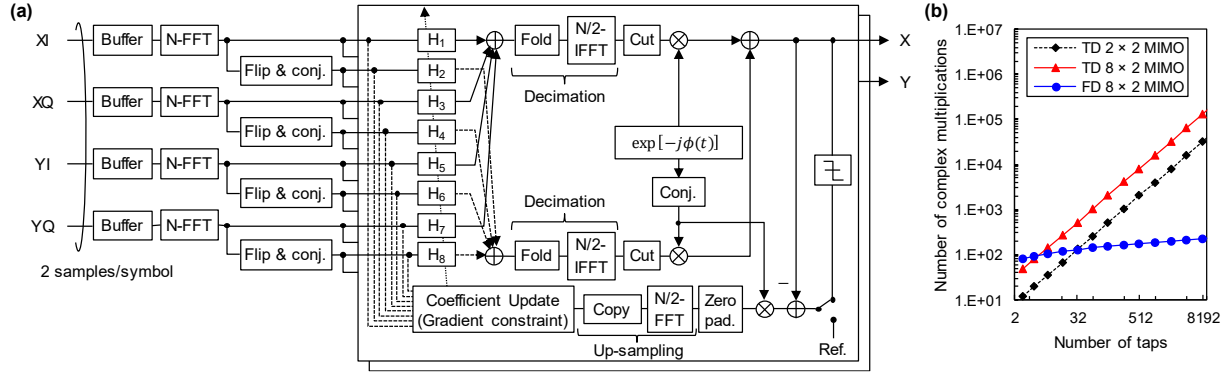 (a)
XI
Buffer
N-FFT
Flip & conj.
XQ
Buffer
N-FFT
Flip & conj.
YI
Buffer
N-FFT
Flip & conj.
YQ
Buffer
N-FFT
Flip & conj.
2 samples/symbol
H1
H2
H3
H4
H5
H6
H7
H8
Fold
N/2-
IFFT
Cut
Decimation
exp[−jϕ(t)]
Conj.
Decimation
Fold
N/2-
IFFT
Cut
Coefficient Update
(Gradient constraint)
Copy
N/2-
FFT
Zero
pad.
Up-sampling
−
Ref.
X
Y
(b)
Number of complex multiplications
1.E+07
1.E+06
1.E+05
1.E+04
1.E+03
1.E+02
1.E+01
TD 2 × 2 MIMO
TD 8 × 2 MIMO
FD 8 × 2 MIMO
2 32 512 8192
Number of taps